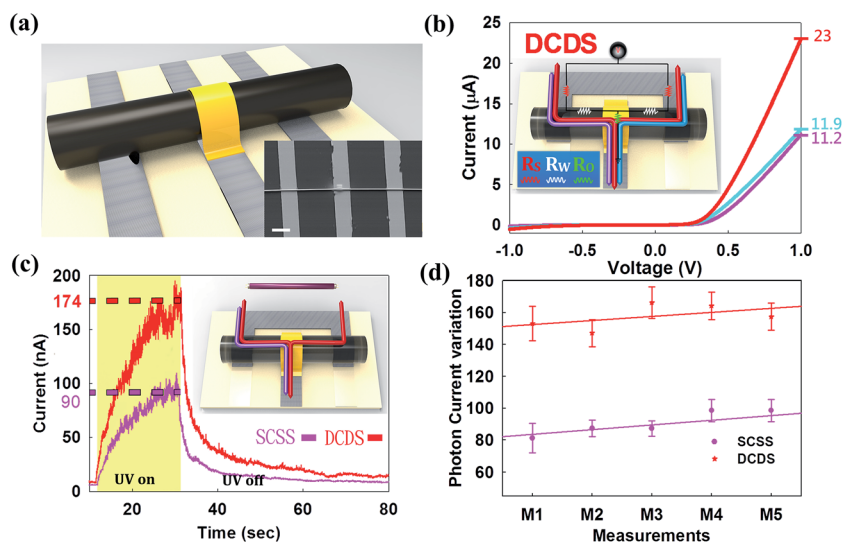 (a)
(b)
DCDS
Current (μA)
25
20
15
10
5
0
-1.0 -0.5 0.0 0.5 1.0
Voltage (V)
23
11.9
11.2
RS RW RO
(c)
Current (nA)
200
174
150
100
90
50
0
SCSS DCDS
UV on UV off
20 40 60 80
Time (sec)
(d)
Photon Current variation
180
160
140
120
100
80
60
SCSS
DCDS
M1 M2 M3 M4 M5
Measurements